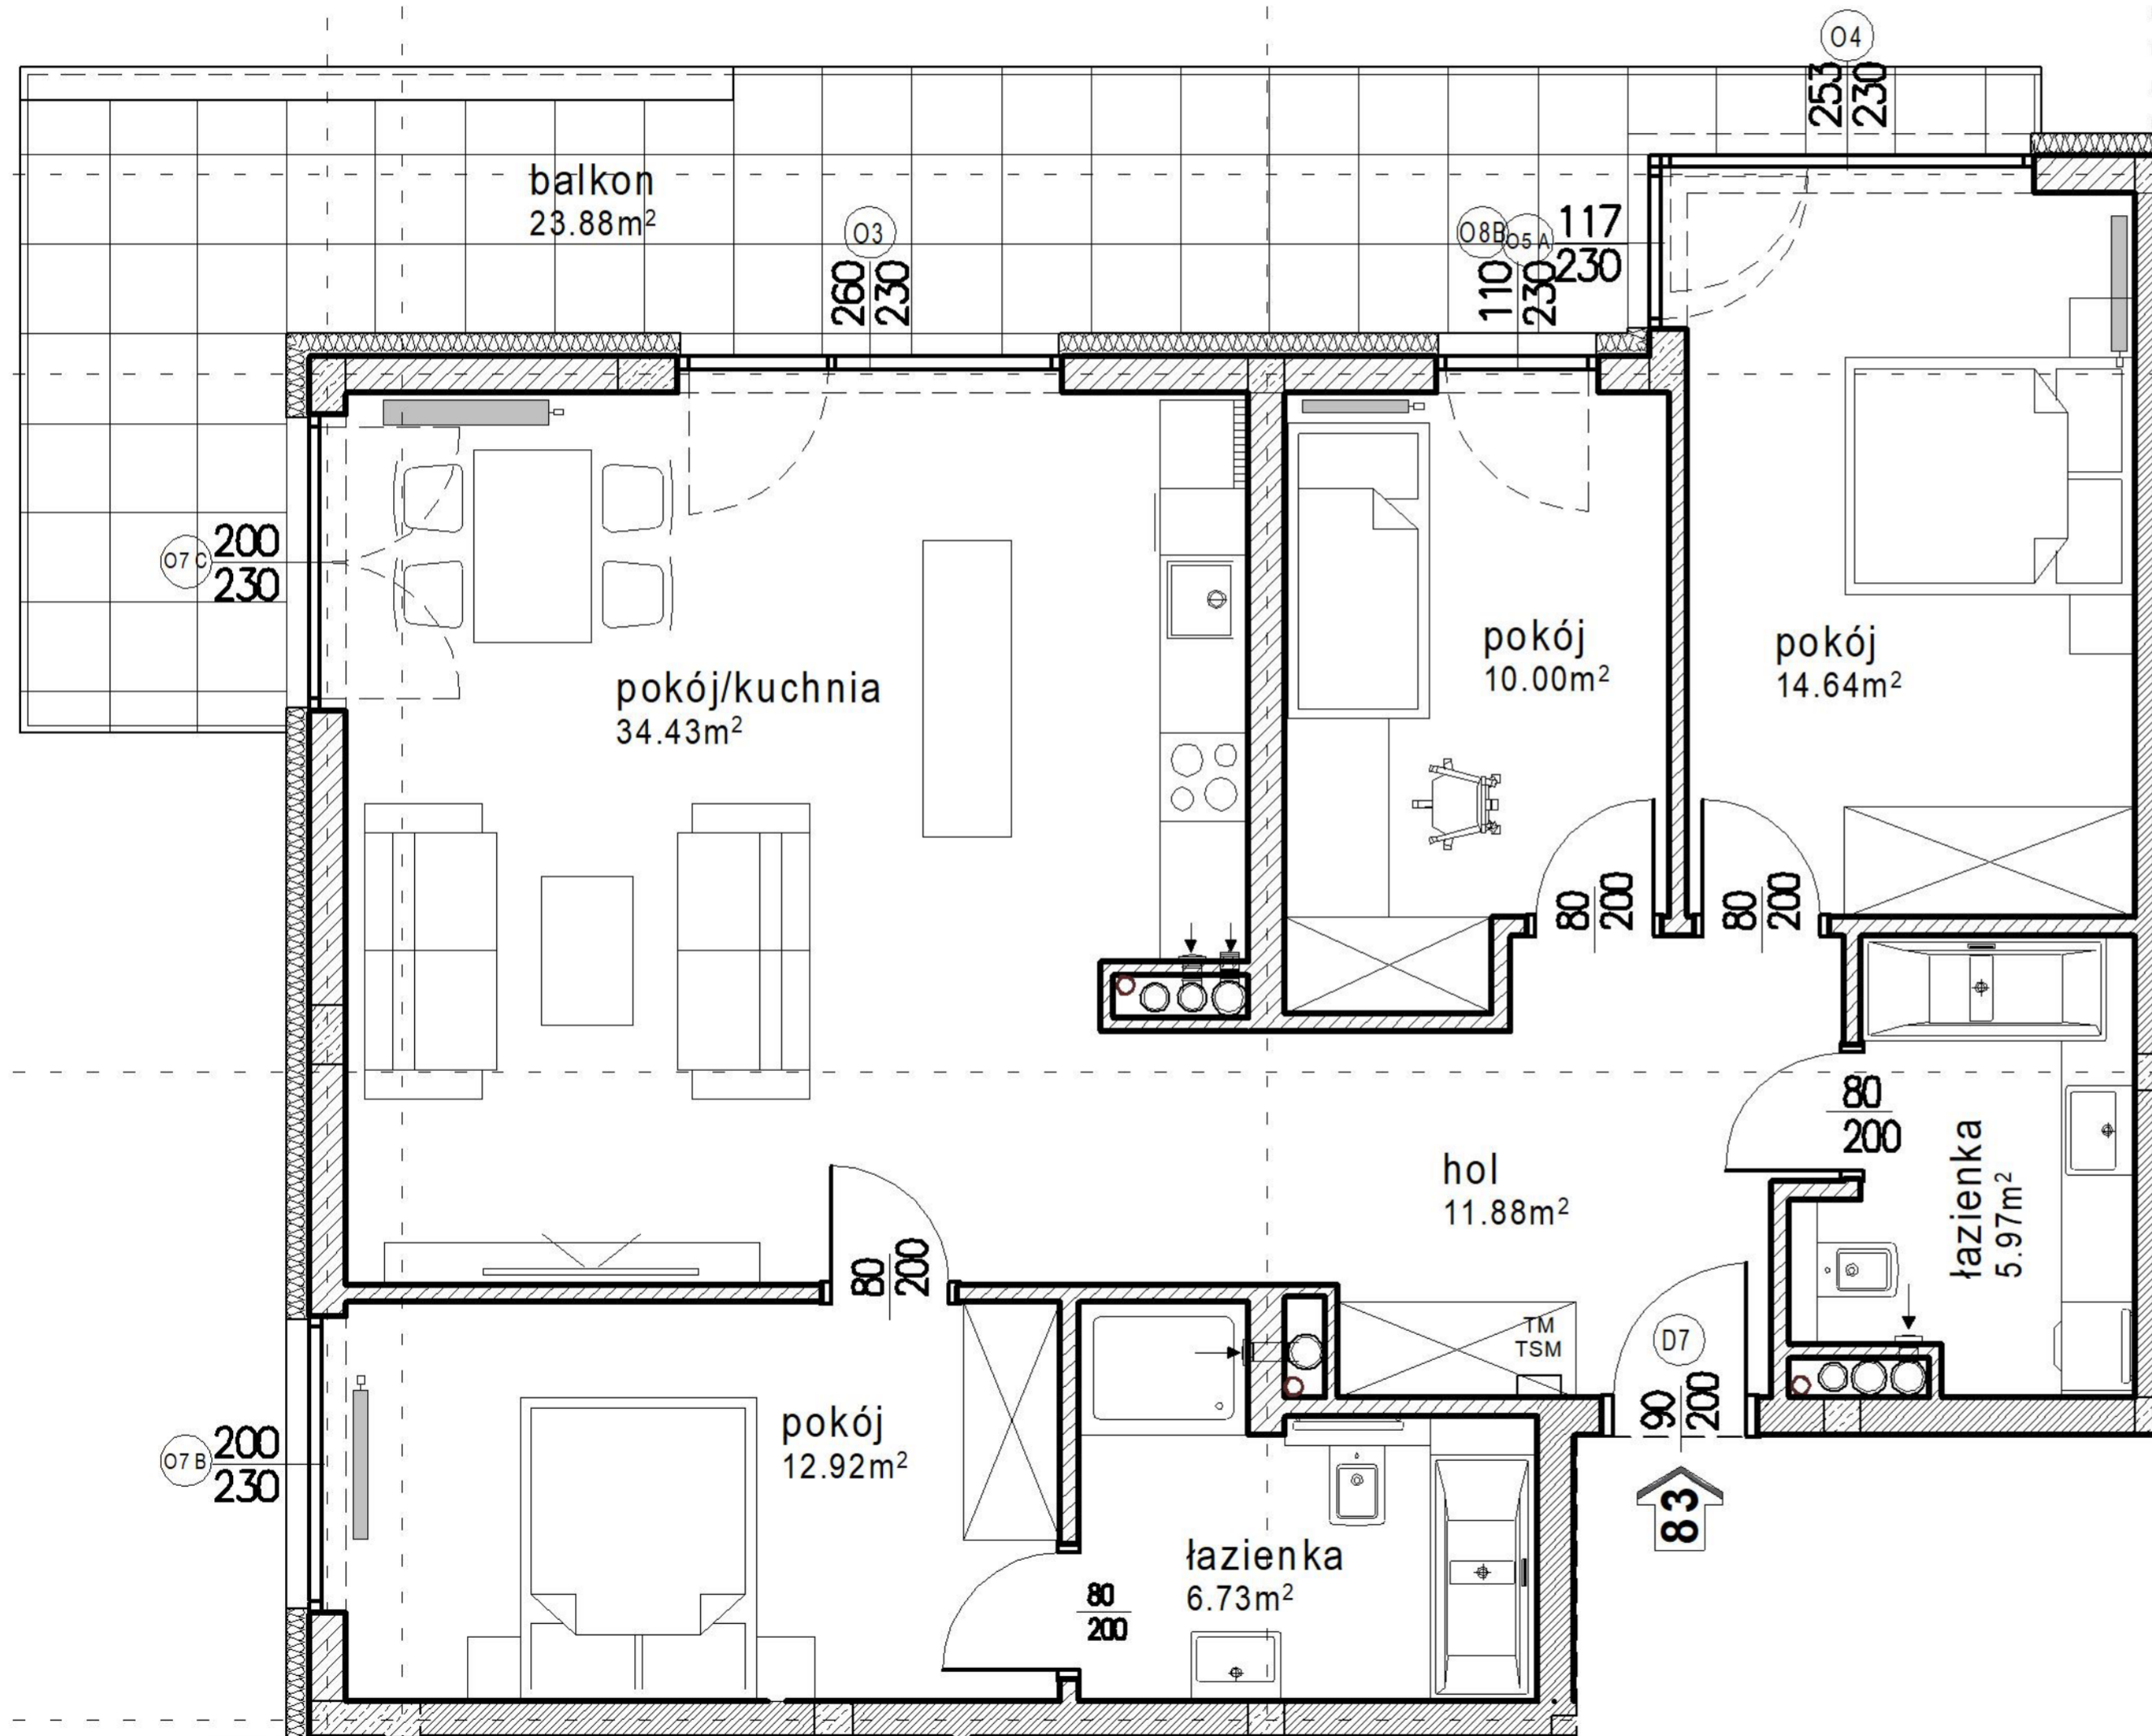 O4
253
230
balkon
23.88m²
O3
260
230
O8B
O5 A
117
230
110
230
O7 C
200
230
pokój/kuchnia
34.43m²
pokój
10.00m²
pokój
14.64m²
80
200
80
200
80
200
łazienka
5.97m²
hol
11.88m²
80
200
TM
TSM
D7
90
200
83
O7 B
200
230
pokój
12.92m²
80
200
łazienka
6.73m²